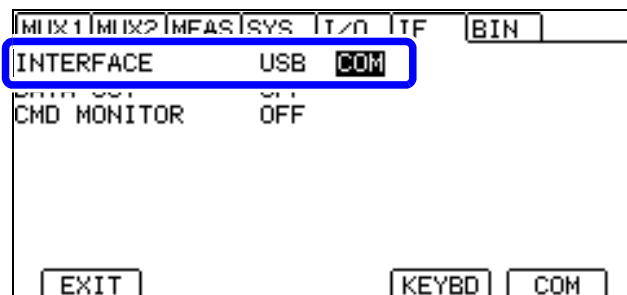 MUX1 MUX2 MEAS SYS I/O IF BIN
INTERFACE USB COM
CMD MONITOR OFF
EXIT KEYBD COM